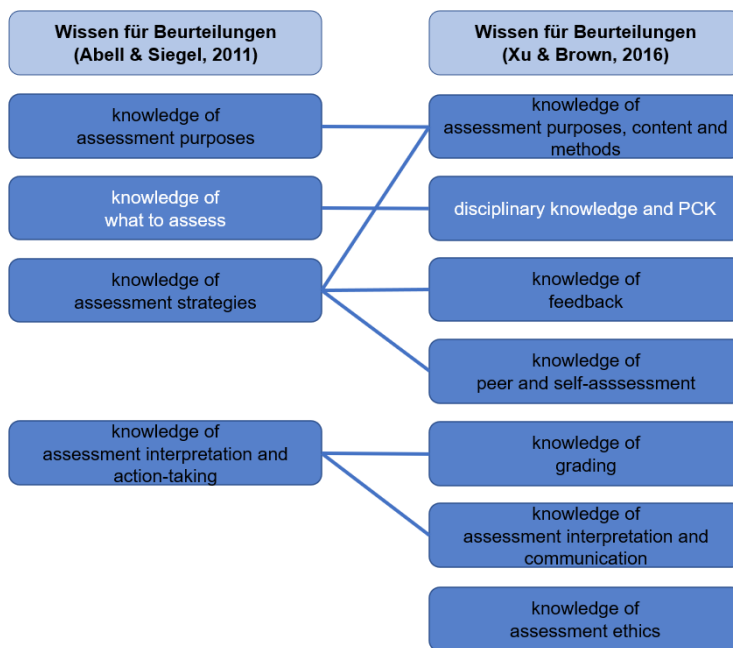 Wissen für Beurteilungen
(Abell & Siegel, 2011)
Wissen für Beurteilungen
(Xu & Brown, 2016)
knowledge of
assessment purposes
knowledge of
assessment purposes, content and
methods
knowledge of
what to assess
disciplinary knowledge and PCK
knowledge of
assessment strategies
knowledge of
feedback
knowledge of
peer and self-asssessment
knowledge of
assessment interpretation and
action-taking
knowledge of
grading
knowledge of
assessment interpretation and
communication
knowledge of
assessment ethics